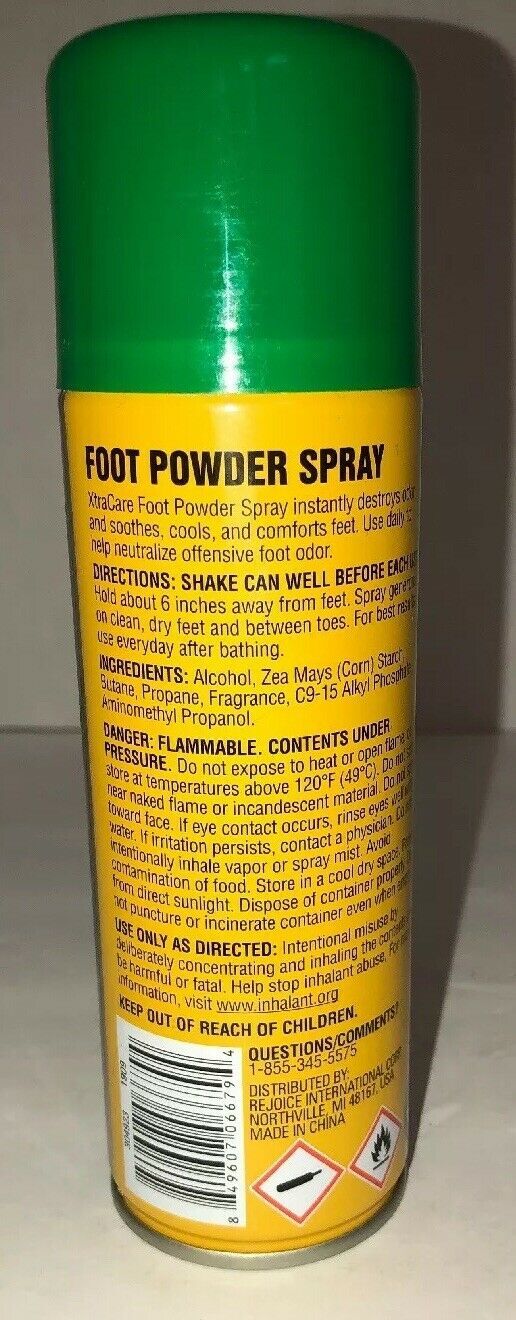 FOOT POWDER SPRAY
XtraCare Foot Powder Spray instantly destroys odor
and soothes, cools, and comforts feet. Use daily to
help neutralize offensive foot odor.
DIRECTIONS: SHAKE CAN WELL BEFORE EACH
Hold about 6 inches away from feet. Spray
on clean, dry feet and between toes. For best
use everyday after bathing.
INGREDIENTS: Alcohol, Zea Mays (Corn) Starch,
Butane, Propane, Fragrance, C9-15 Alkyl Phosphate,
Aminomethyl Propanol.
DANGER: FLAMMABLE. CONTENTS UNDER
PRESSURE. Do not expose to heat or open flame
store at temperatures above 120°F (49°C). Do not
near naked flame or incandescent material. Do not
toward face. If eye contact occurs, rinse eyes well
water. If irritation persists, contact a physician.
intentionally inhale vapor or spray mist. Avoid
contamination of food. Store in a cool dry space.
from direct sunlight. Dispose of container properly.
not puncture or incinerate container even when
USE ONLY AS DIRECTED: Intentional misuse by
deliberately concentrating and inhaling the contents
be harmful or fatal. Help stop inhalant abuse. For
information, visit www.inhalant.org
KEEP OUT OF REACH OF CHILDREN.
QUESTIONS/COMMENTS?
1-855-345-5575
DISTRIBUTED BY:
REJOICE INTERNATIONAL CORP.
NORTHVILLE, MI 48167, USA
MADE IN CHINA
8 49607 06679 4